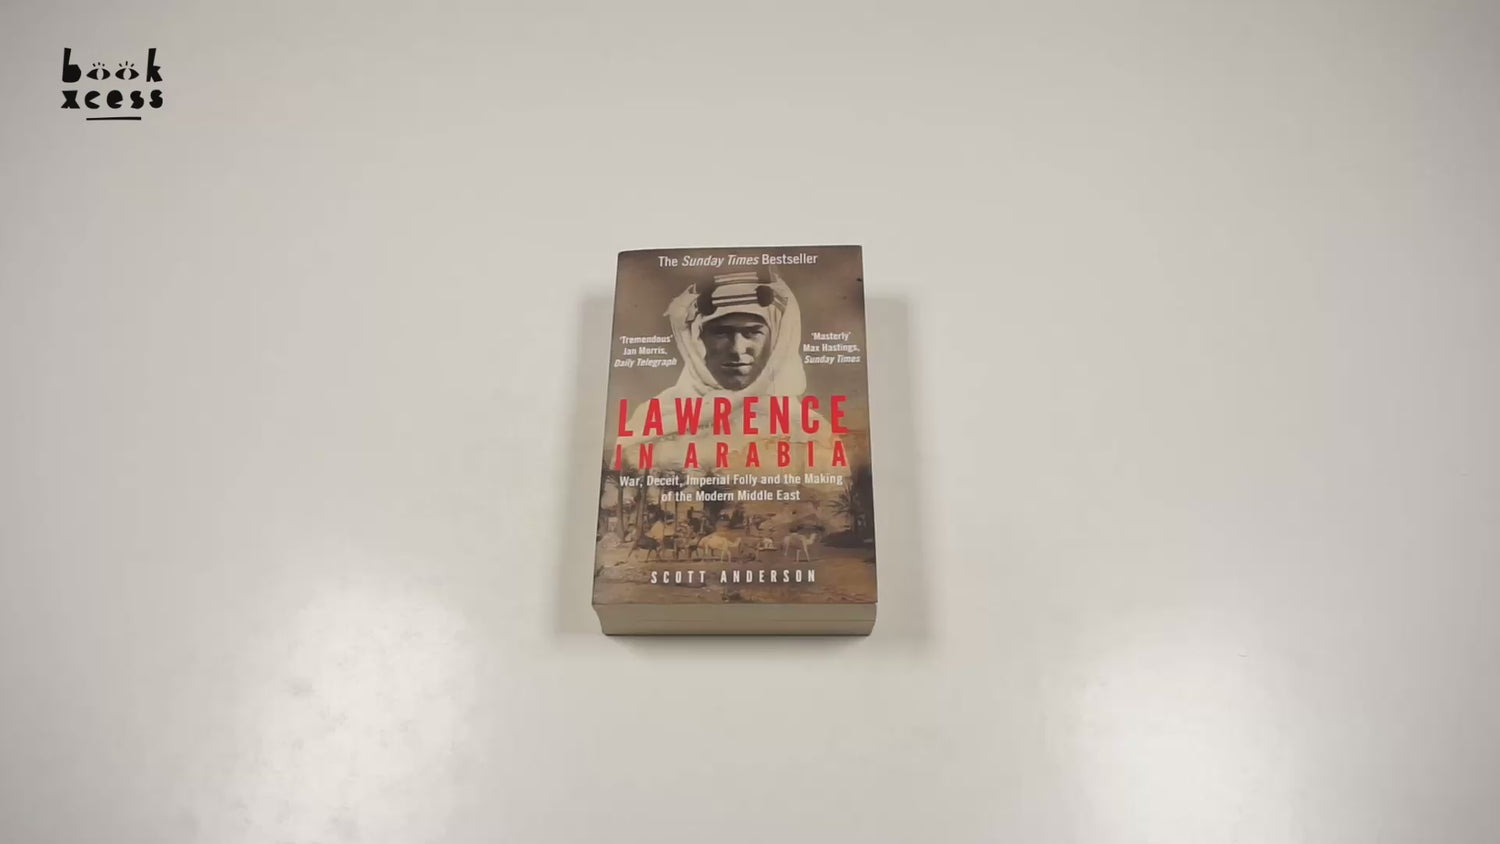 book
xcess
The Sunday Times Bestseller
'Tremendous'
Jan Morris,
Daily Telegraph
'Masterly'
Max Hastings,
Sunday Times
LAWRENCE
IN ARABIA
War, Deceit, Imperial Folly and the Making
of the Modern Middle East
SCOTT ANDERSON